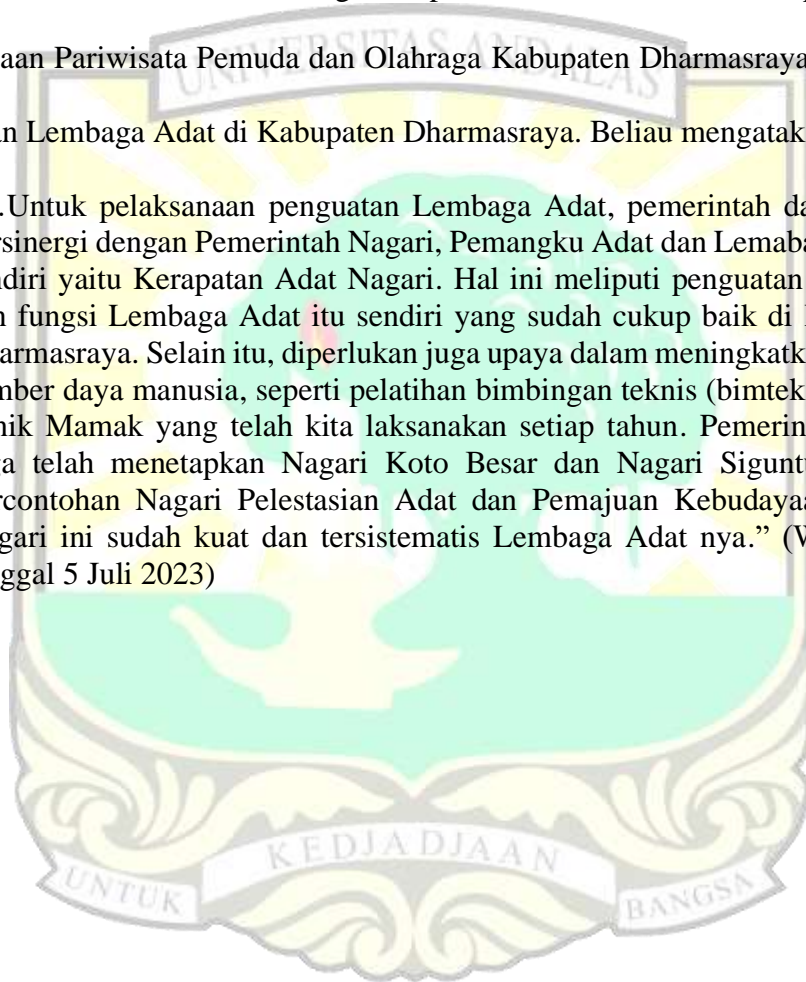 aan Pariwisata Pemuda dan Olahraga Kabupaten Dharmasraya
UNIVERSITAS ANDALAS
n Lembaga Adat di Kabupaten Dharmasraya. Beliau mengatak
.Untuk pelaksanaan penguatan Lembaga Adat, pemerintah da
rsinergi dengan Pemerintah Nagari, Pemangku Adat dan Lemaba
ndiri yaitu Kerapatan Adat Nagari. Hal ini meliputi penguatan
n fungsi Lembaga Adat itu sendiri yang sudah cukup baik di
armasraya. Selain itu, diperlukan juga upaya dalam meningkatk
mber daya manusia, seperti pelatihan bimbingan teknis (bimtek
nik Mamak yang telah kita laksanakan setiap tahun. Pemerin
ga telah menetapkan Nagari Koto Besar dan Nagari Siguntu
rcontohan Nagari Pelestasian Adat dan Pemajuan Kebudayaa
gari ini sudah kuat dan tersistematis Lembaga Adat nya.” (W
nggal 5 Juli 2023)
UNTUK KEDJADJAAN BANGSA